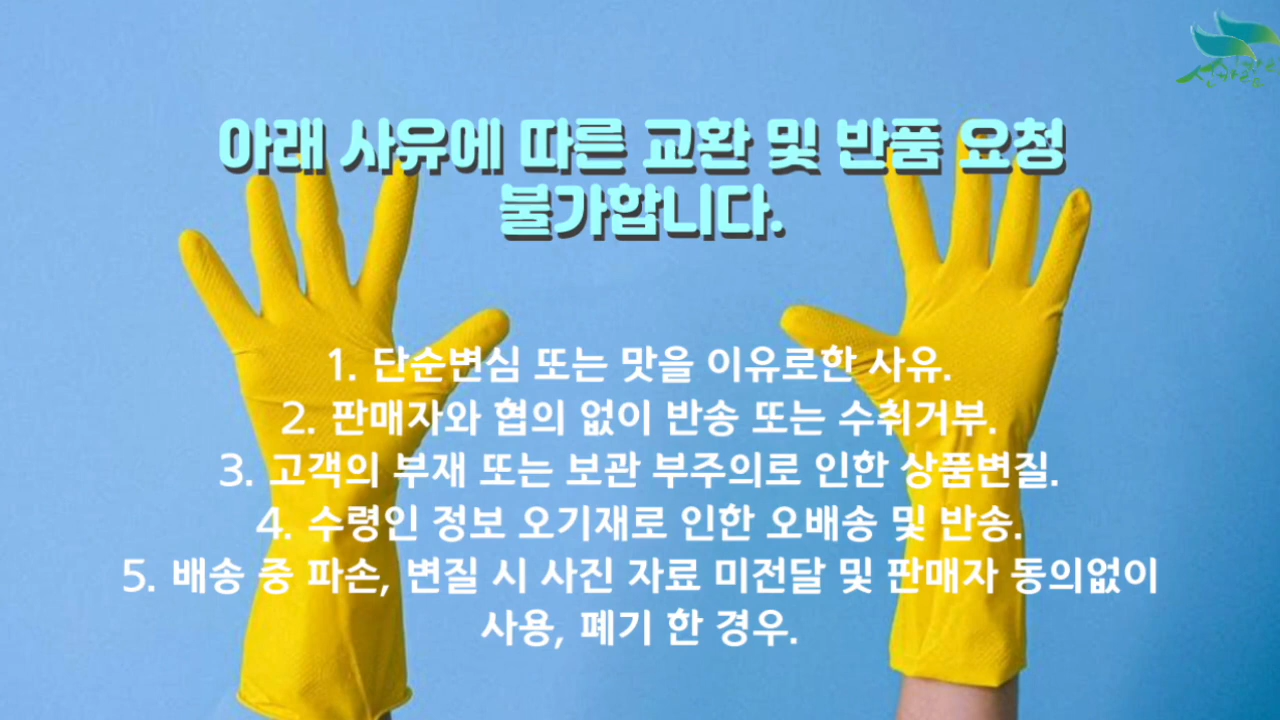 아래 사유에 따른 교환 및 반품 요청
불가합니다.
1. 단순변심 또는 맛을 이유로한 사유.
2. 판매자와 협의 없이 반송 또는 수취거부.
3. 고객의 부재 또는 보관 부주의로 인한 상품변질.
4. 수령인 정보 오기재로 인한 오배송 및 반송.
5. 배송 중 파손, 변질 시 사진 자료 미전달 및 판매자 동의없이
사용, 폐기 한 경우.